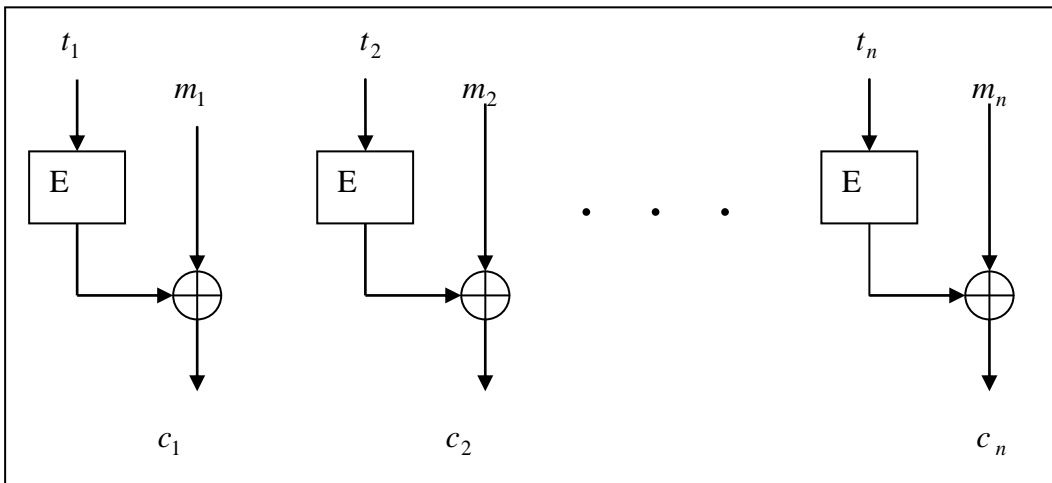 t₁ t₂ tₙ
m₁ m₂ mₙ
E E E
. . .
c₁ c₂ cₙ